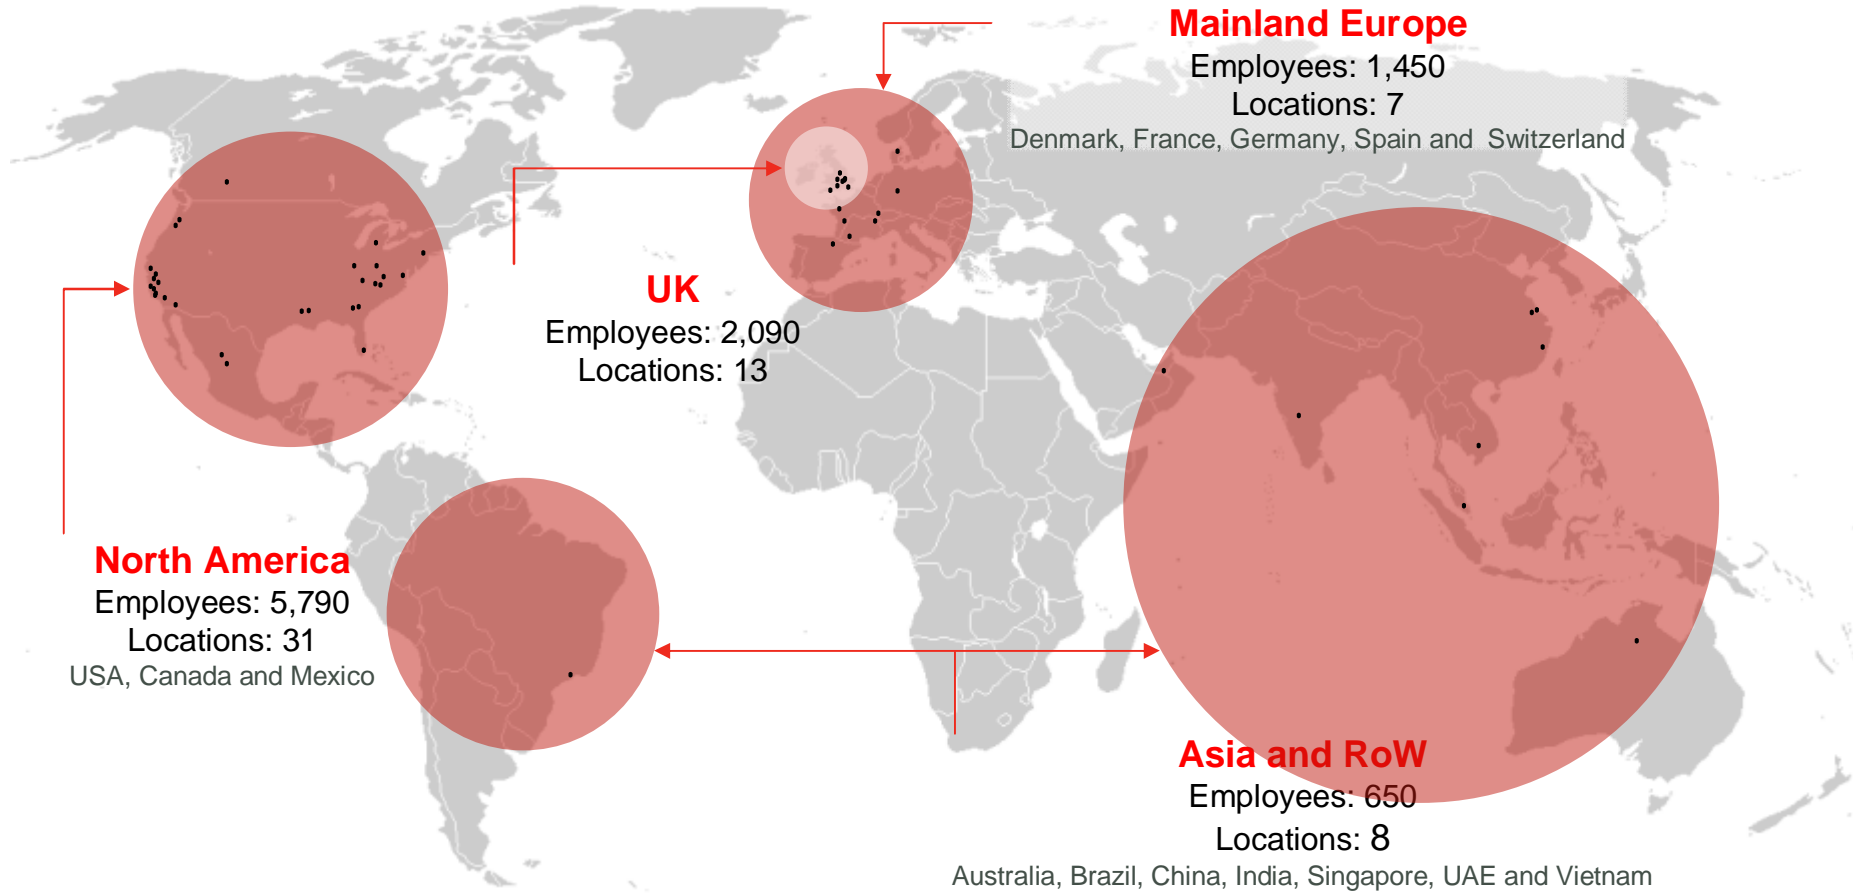 Mainland Europe
Employees: 1,450
Locations: 7
Denmark, France, Germany, Spain and Switzerland
UK
Employees: 2,090
Locations: 13
North America
Employees: 5,790
Locations: 31
USA, Canada and Mexico
Asia and RoW
Employees: 650
Locations: 8
Australia, Brazil, China, India, Singapore, UAE and Vietnam